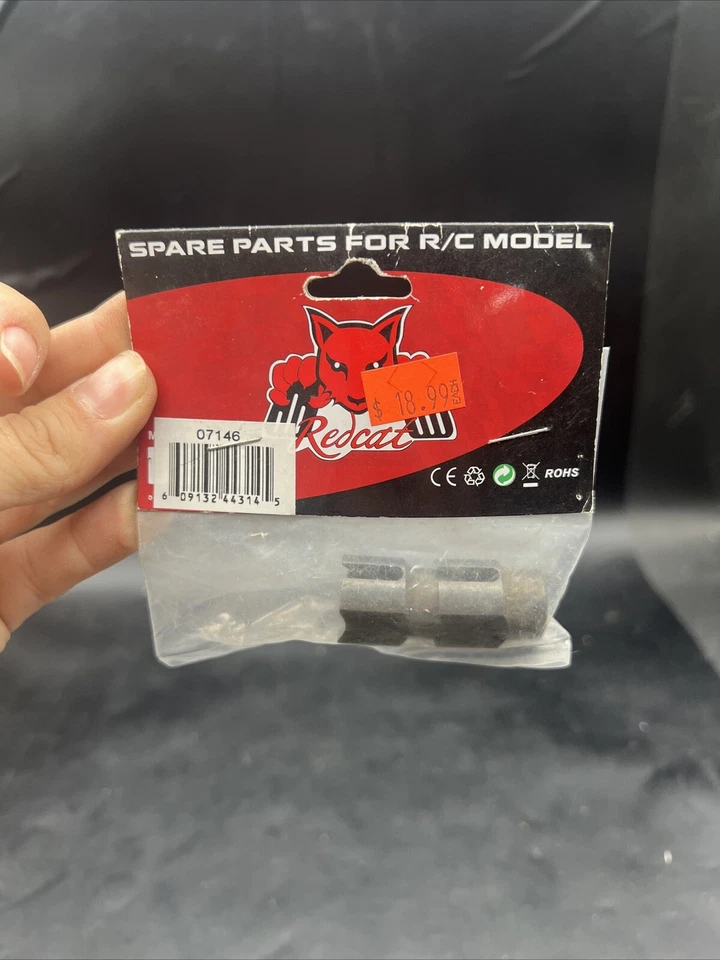 SPARE PARTS FOR R/C MODEL
$ 18.99 EACH
Redcat
07146
6 09132 44314 5
CE ROHS